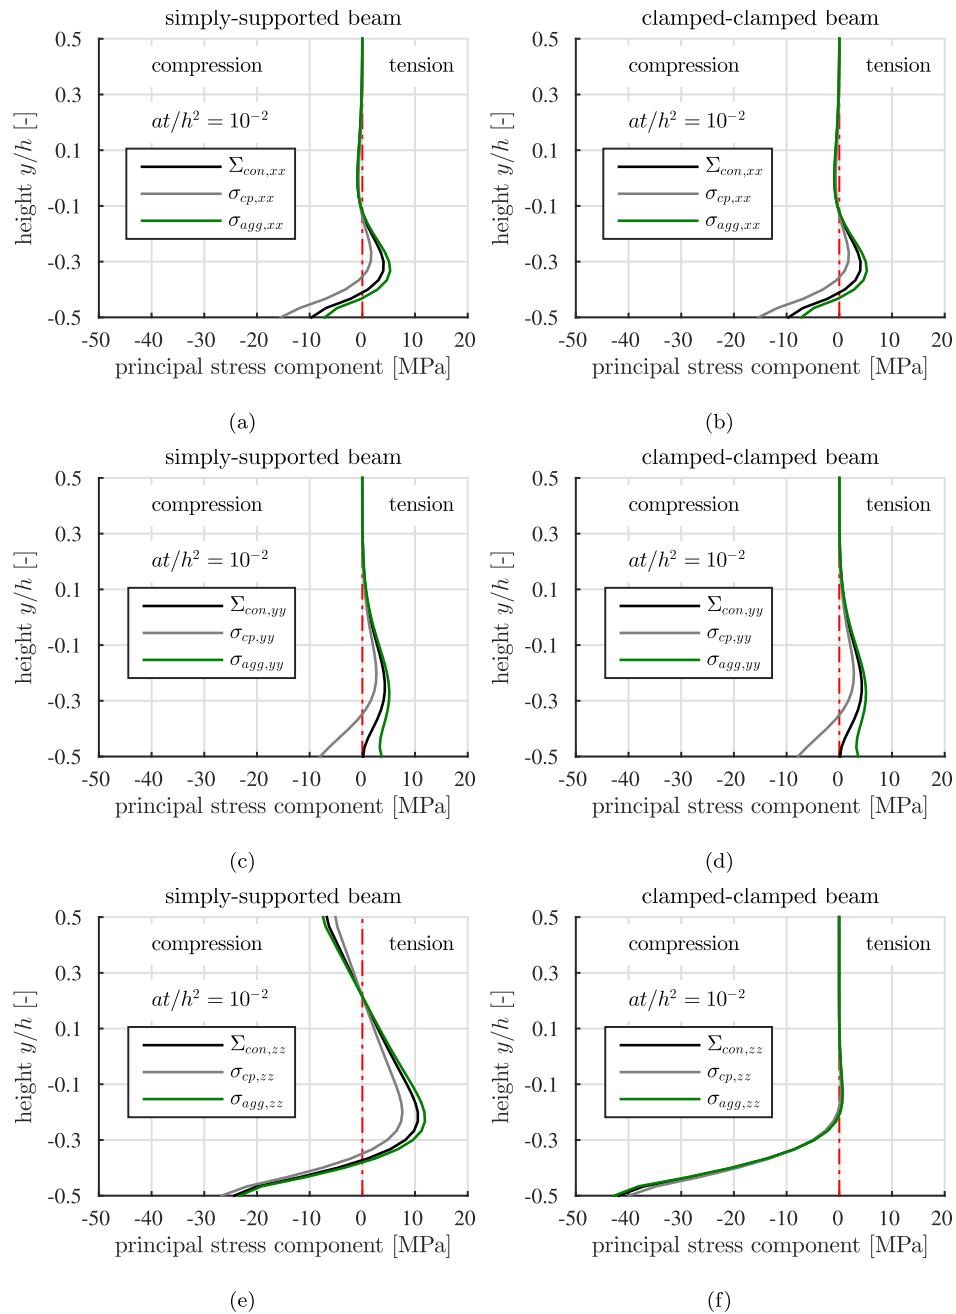 simply-supported beam
0.5
0.3
0.1
-0.1
-0.3
-0.5
height y/h [-]
compression
tension
at/h² = 10⁻²
Σcon,xx
σcp,xx
σagg,xx
-50 -40 -30 -20 -10 0 10 20
principal stress component [MPa]
(a)
clamped-clamped beam
0.5
0.3
0.1
-0.1
-0.3
-0.5
height y/h [-]
compression
tension
at/h² = 10⁻²
Σcon,xx
σcp,xx
σagg,xx
-50 -40 -30 -20 -10 0 10 20
principal stress component [MPa]
(b)
simply-supported beam
0.5
0.3
0.1
-0.1
-0.3
-0.5
height y/h [-]
compression
tension
at/h² = 10⁻²
Σcon,yy
σcp,yy
σagg,yy
-50 -40 -30 -20 -10 0 10 20
principal stress component [MPa]
(c)
clamped-clamped beam
0.5
0.3
0.1
-0.1
-0.3
-0.5
height y/h [-]
compression
tension
at/h² = 10⁻²
Σcon,yy
σcp,yy
σagg,yy
-50 -40 -30 -20 -10 0 10 20
principal stress component [MPa]
(d)
simply-supported beam
0.5
0.3
0.1
-0.1
-0.3
-0.5
height y/h [-]
compression
tension
at/h² = 10⁻²
Σcon,zz
σcp,zz
σagg,zz
-50 -40 -30 -20 -10 0 10 20
principal stress component [MPa]
(e)
clamped-clamped beam
0.5
0.3
0.1
-0.1
-0.3
-0.5
height y/h [-]
compression
tension
at/h² = 10⁻²
Σcon,zz
σcp,zz
σagg,zz
-50 -40 -30 -20 -10 0 10 20
principal stress component [MPa]
(f)